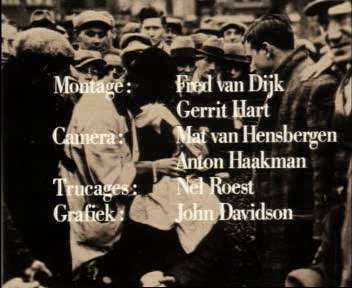 Montage: Fred van Dijk
Gerrit Hart
Camera: Mat van Hensbergen
Anton Haakman
Trucages: Nel Roest
Grafiek: John Davidson